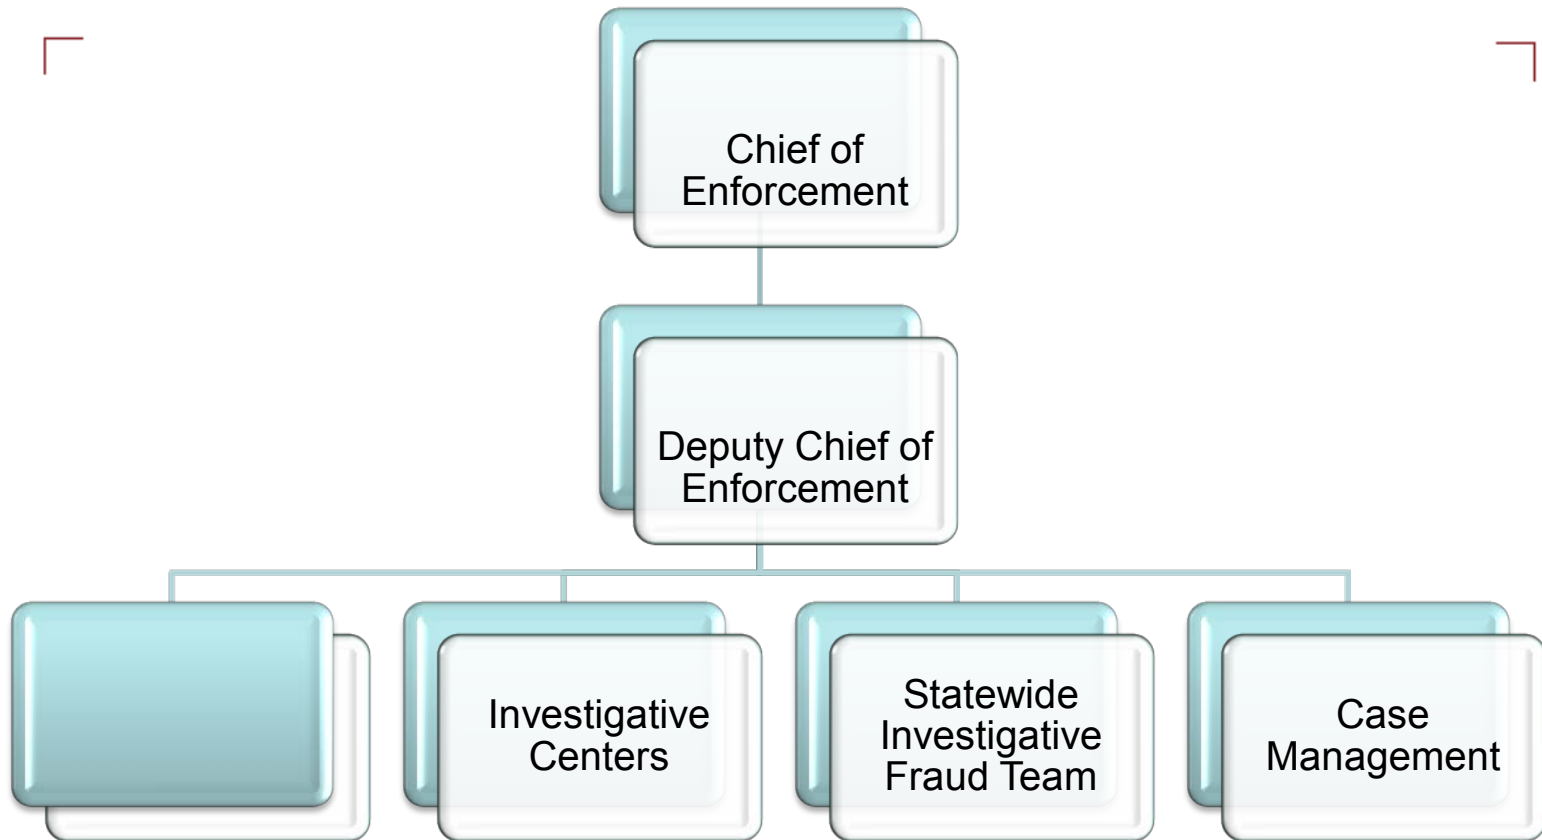 Chief of
Enforcement
Deputy Chief of
Enforcement
Investigative
Centers
Statewide
Investigative
Fraud Team
Case
Management